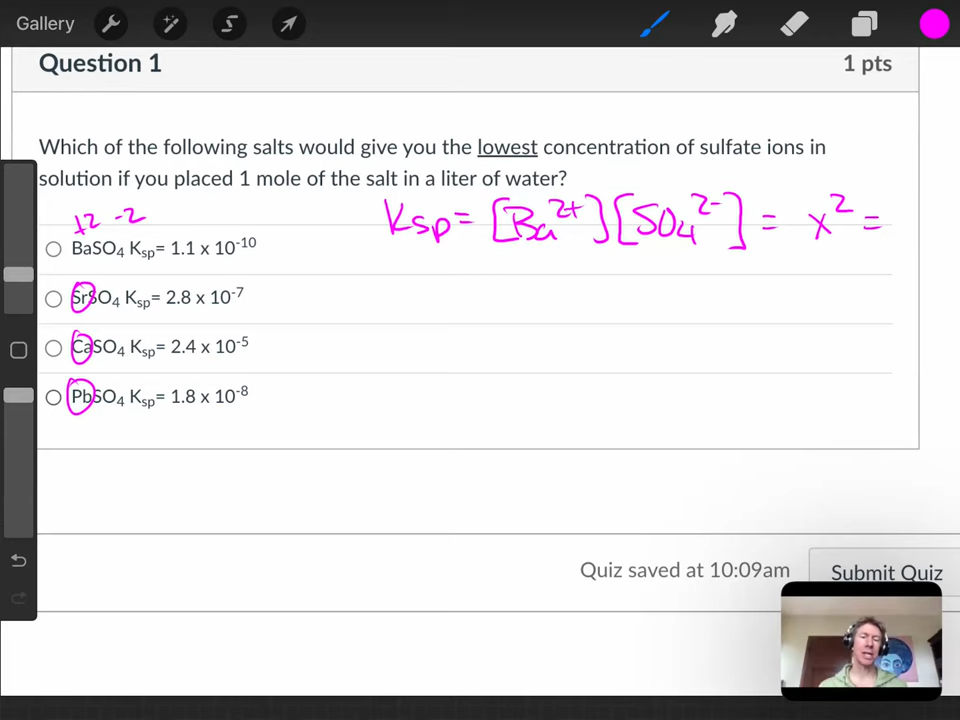 Gallery
Question 1
1 pts
Which of the following salts would give you the lowest concentration of sulfate ions in
solution if you placed 1 mole of the salt in a liter of water?
+2 -2
Ksp = [Ba²⁺][SO₄²⁻] = x² =
BaSO₄ Kₛₚ= 1.1 x 10⁻¹⁰
SrSO₄ Kₛₚ= 2.8 x 10⁻⁷
CaSO₄ Kₛₚ= 2.4 x 10⁻⁵
PbSO₄ Kₛₚ= 1.8 x 10⁻⁸
Quiz saved at 10:09am
Submit Quiz